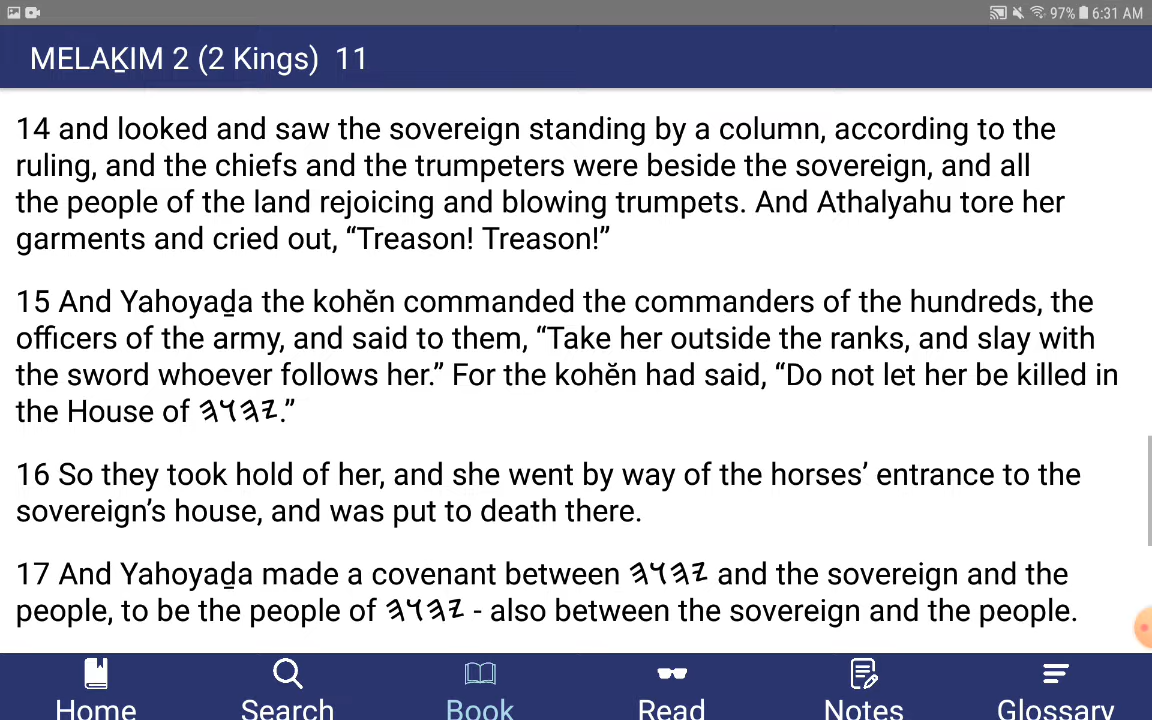 97% 6:31 AM
MELAḴIM 2 (2 Kings) 11
14 and looked and saw the sovereign standing by a column, according to the
ruling, and the chiefs and the trumpeters were beside the sovereign, and all
the people of the land rejoicing and blowing trumpets. And Athalyahu tore her
garments and cried out, “Treason! Treason!”
15 And Yahoyaḏa the kohĕn commanded the commanders of the hundreds, the
officers of the army, and said to them, “Take her outside the ranks, and slay with
the sword whoever follows her.” For the kohĕn had said, “Do not let her be killed in
the House of 𐤉𐤄𐤅𐤄.”
16 So they took hold of her, and she went by way of the horses’ entrance to the
sovereign’s house, and was put to death there.
17 And Yahoyaḏa made a covenant between 𐤉𐤄𐤅𐤄 and the sovereign and the
people, to be the people of 𐤉𐤄𐤅𐤄 - also between the sovereign and the people.
Home Search Book Read Notes Glossary